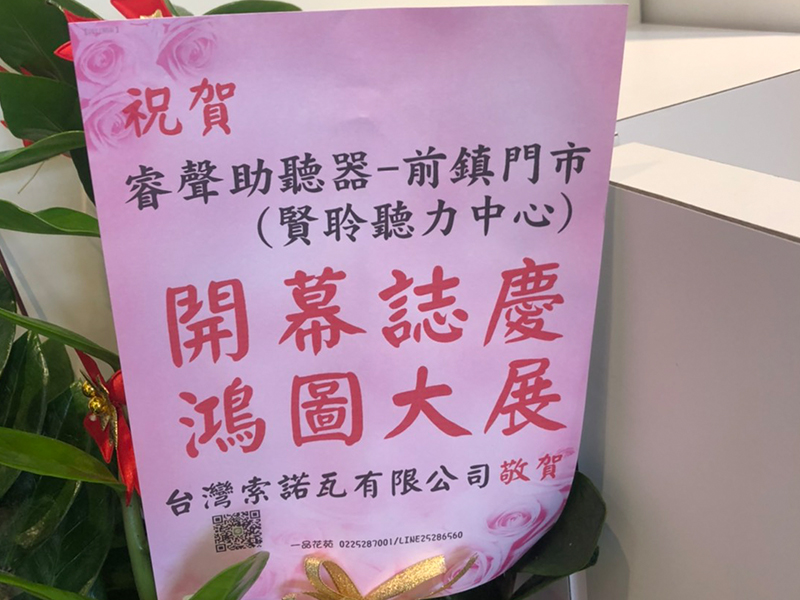 祝賀
睿聲助聽器-前鎮門市
(賢聆聽力中心)
開幕誌慶
鴻圖大展
台灣索諾瓦有限公司敬賀
一品花苑 0225287001/LINE25286560